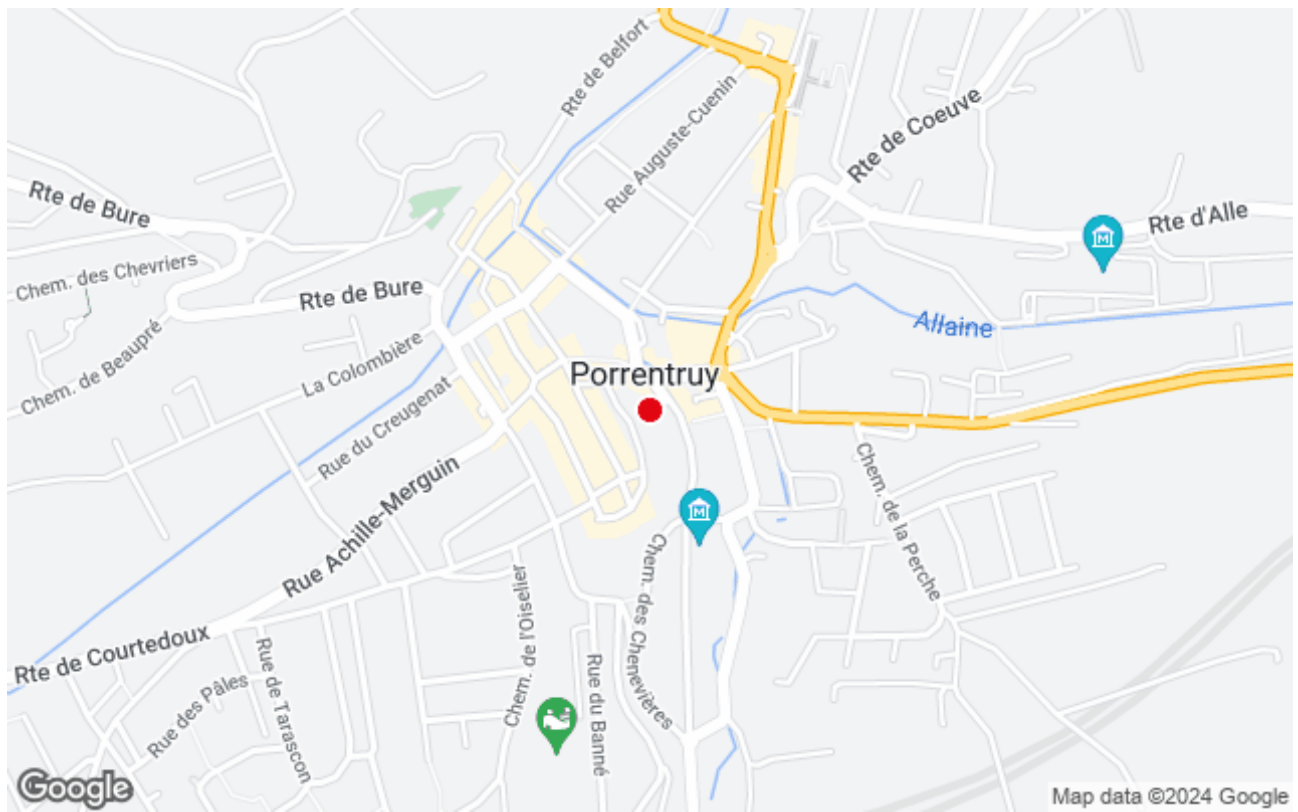 Rte de Belfort
Rue Auguste-Cuenin
Rte de Coeuve
Rte de Bure
Rte d'Alle
M
Chem. des Chevriers
Rte de Bure
Allaine
Chem. de Beaupré
La Colombière
Porrentruy
Rue du Creugenat
Rue Achille-Merguin
Chem. de la Perche
M
Chem. des Chenevières
Chem. de l'Oiselier
Rte de Courtedoux
Rue de Tarascon
Rue du Banné
Rue des Pâles
Google
Map data ©2024 Google